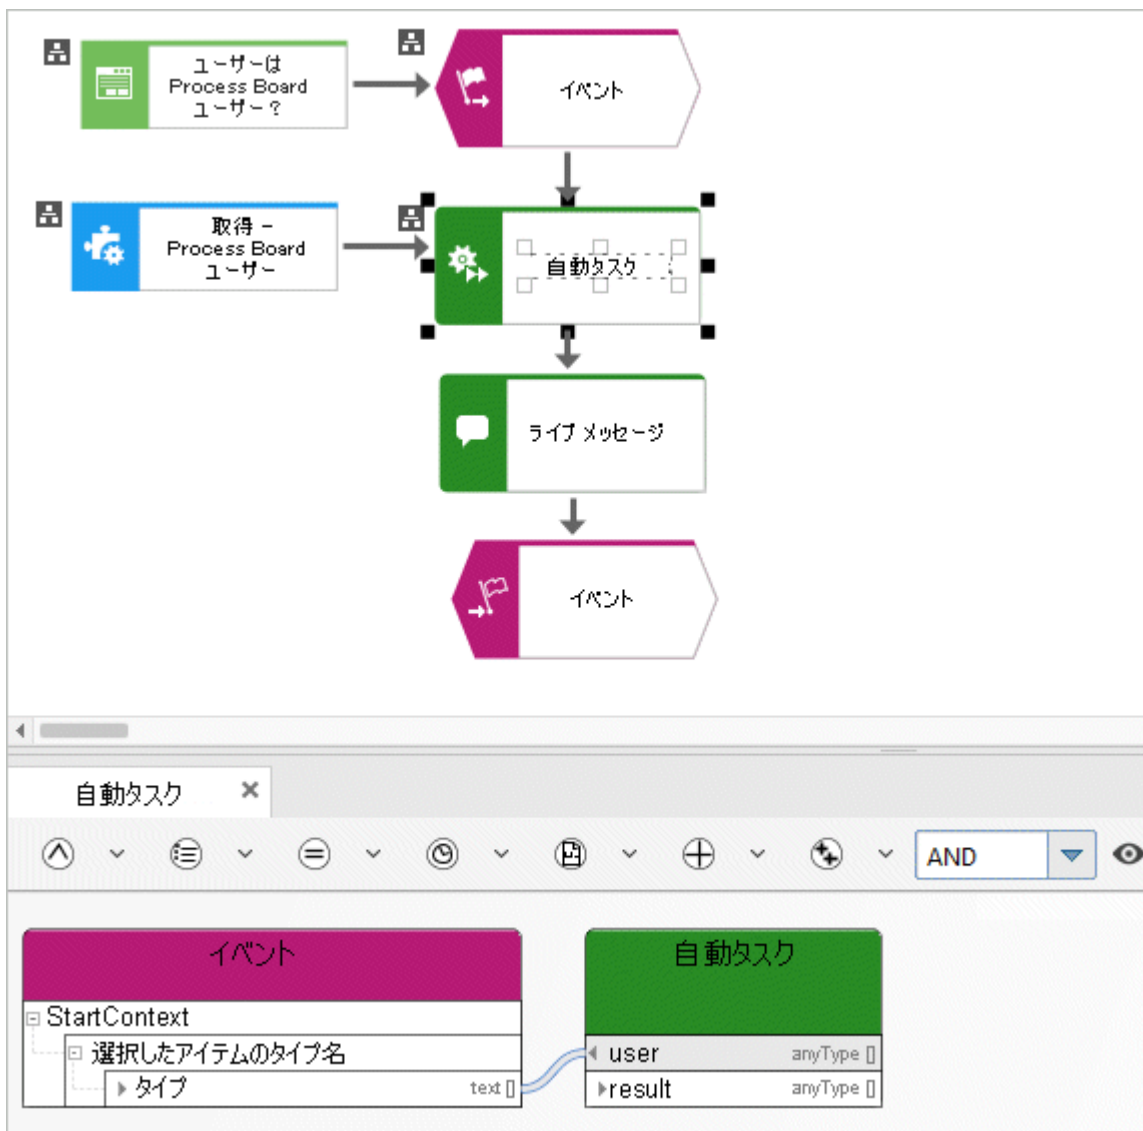 ユーザーは
Process Board
ユーザー？
イベント
取得 –
Process Board
ユーザー
自動タスク
ライブ メッセージ
イベント
自動タスク
AND
イベント
自動タスク
StartContext
選択したアイテムのタイプ名
user anyType []
タイプ text []
result anyType []